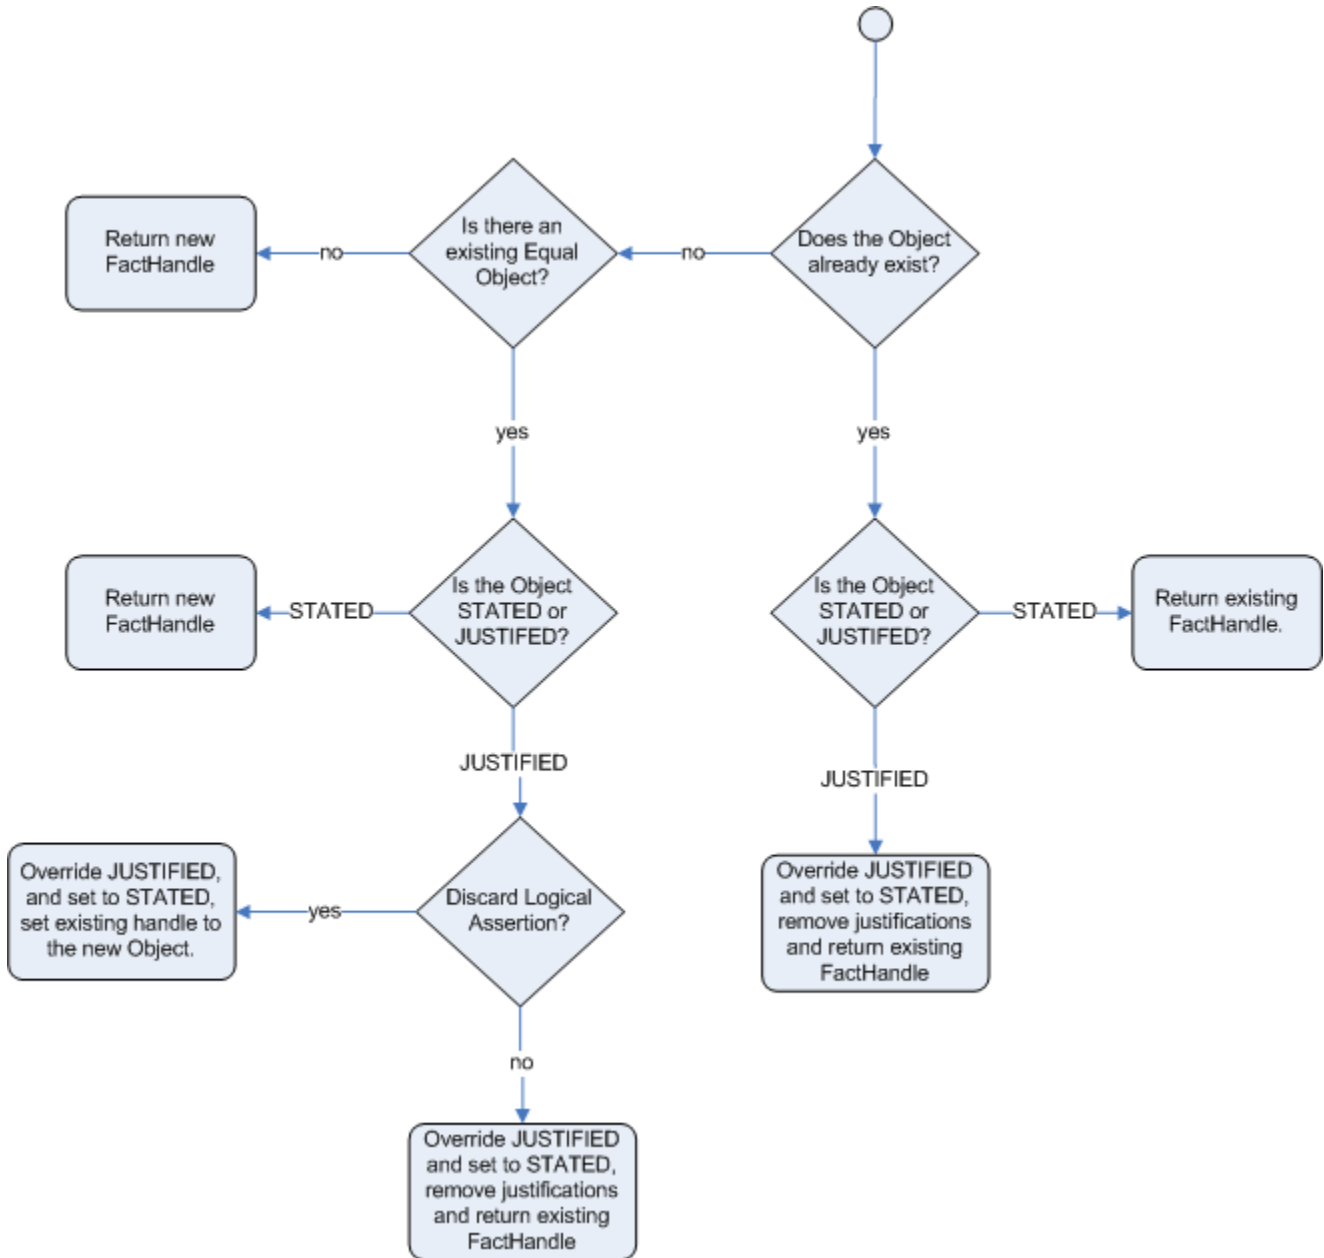 Return new
FactHandle
no
Is there an
existing Equal
Object?
no
Does the Object
already exist?
yes
yes
Return new
FactHandle
STATED
Is the Object
STATED or
JUSTIFED?
Is the Object
STATED or
JUSTIFED?
STATED
Return existing
FactHandle.
JUSTIFIED
JUSTIFIED
Override JUSTIFIED,
and set to STATED,
set existing handle to
the new Object.
yes
Discard Logical
Assertion?
Override JUSTIFIED
and set to STATED,
remove justifications
and return existing
FactHandle
no
Override JUSTIFIED
and set to STATED,
remove justifications
and return existing
FactHandle